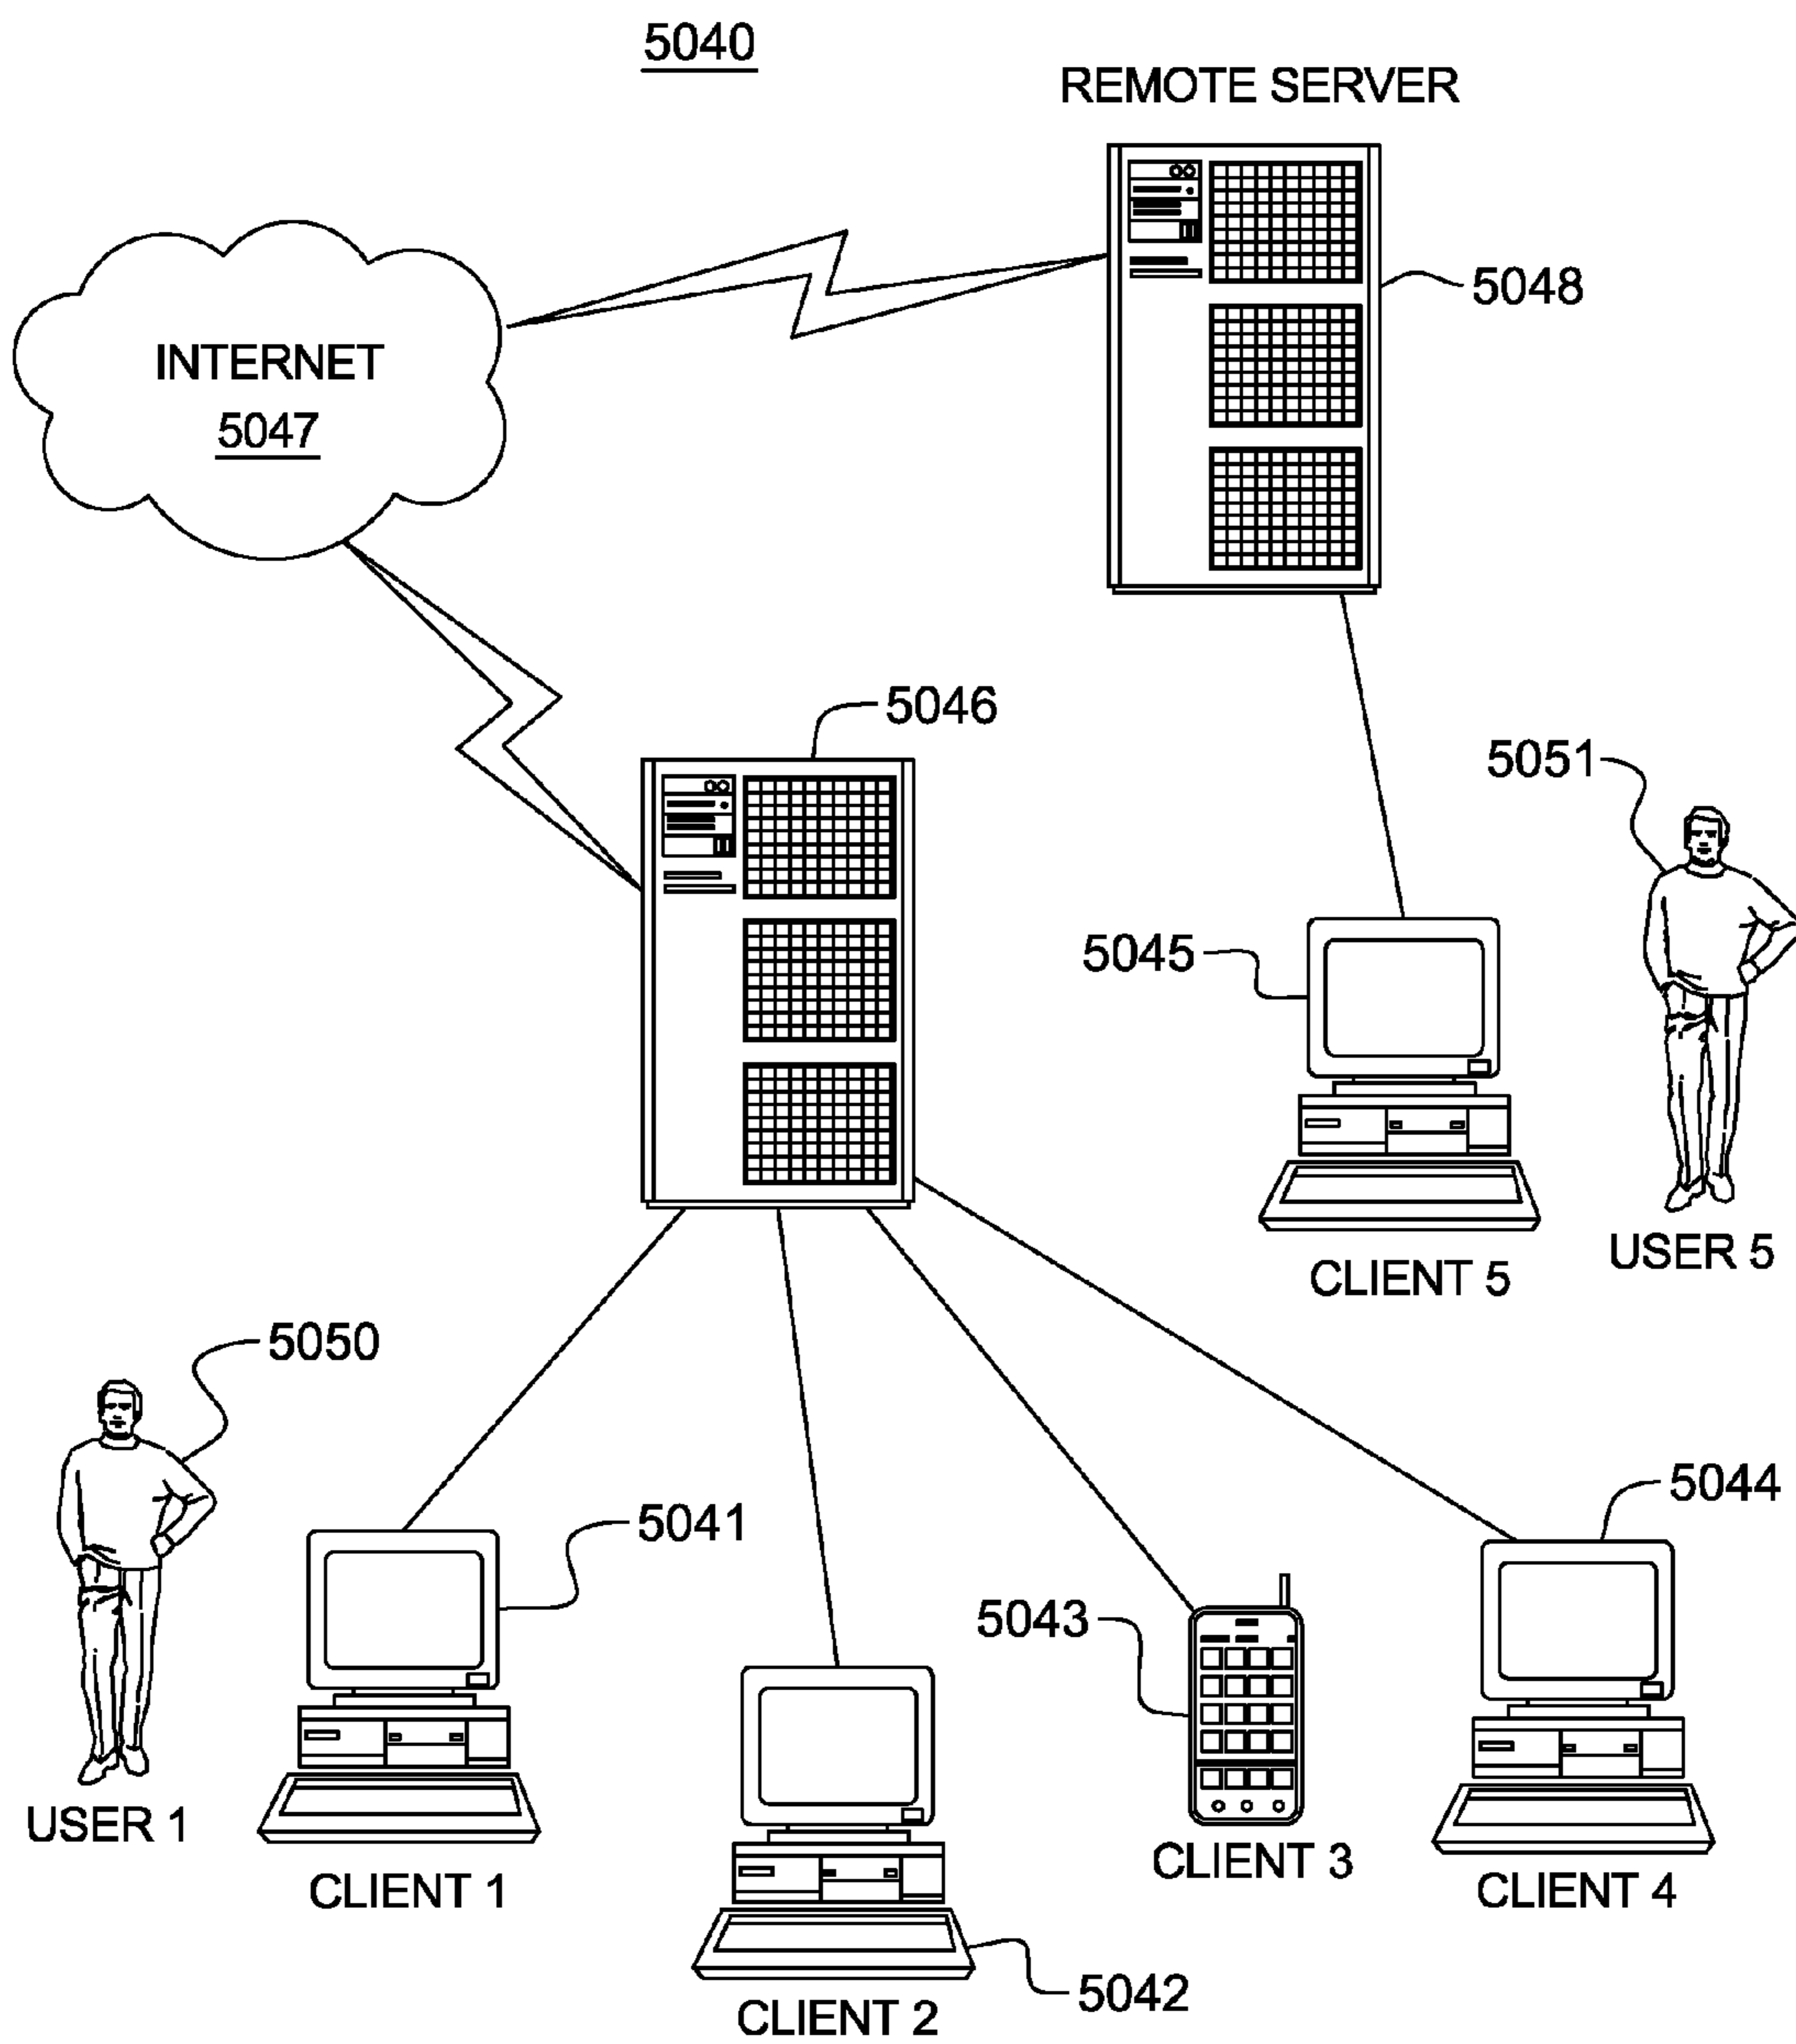 5040
REMOTE SERVER
5048
INTERNET
5047
5046
5051
5045
USER 5
CLIENT 5
5050
5044
5041
5043
USER 1
CLIENT 3
CLIENT 1
CLIENT 4
5042
CLIENT 2